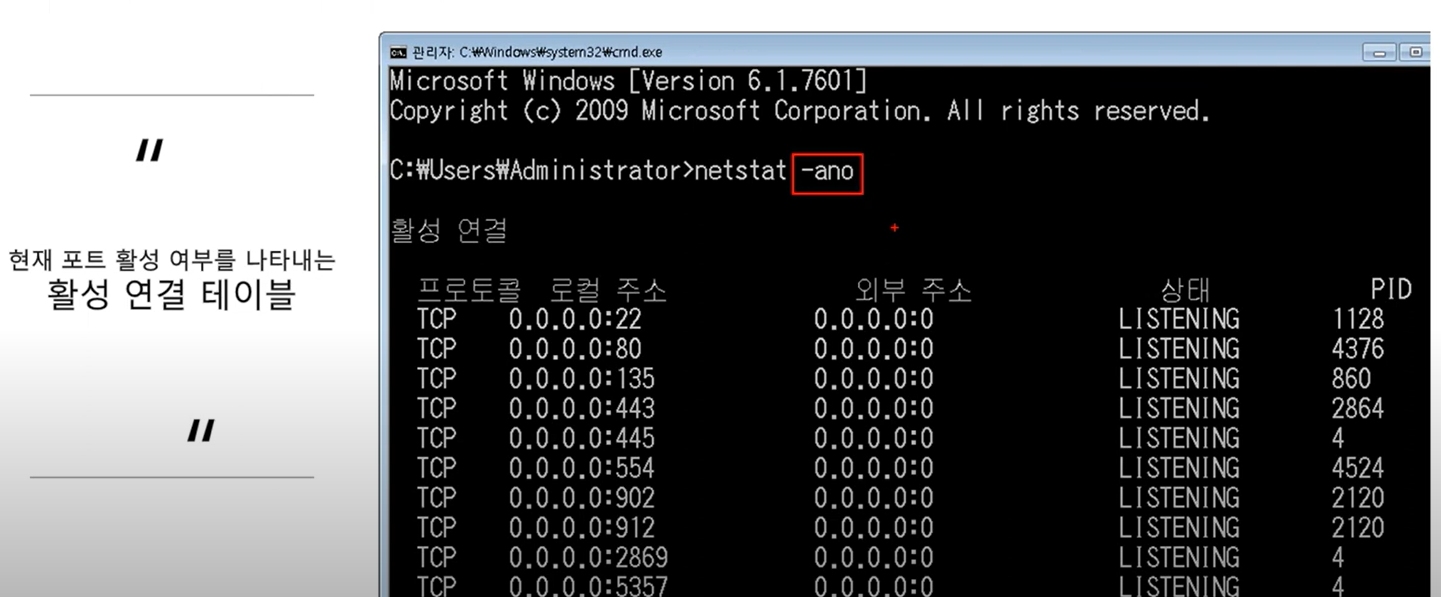 "
현재 포트 활성 여부를 나타내는
활성 연결 테이블
"
관리자: C:₩Windows₩system32₩cmd.exe
Microsoft Windows [Version 6.1.7601]
Copyright (c) 2009 Microsoft Corporation. All rights reserved.
C:₩Users₩Administrator>netstat -ano
활성 연결
프로토콜 로컬 주소 외부 주소 상태 PID
TCP 0.0.0.0:22 0.0.0.0:0 LISTENING 1128
TCP 0.0.0.0:80 0.0.0.0:0 LISTENING 4376
TCP 0.0.0.0:135 0.0.0.0:0 LISTENING 860
TCP 0.0.0.0:443 0.0.0.0:0 LISTENING 2864
TCP 0.0.0.0:445 0.0.0.0:0 LISTENING 4
TCP 0.0.0.0:554 0.0.0.0:0 LISTENING 4524
TCP 0.0.0.0:902 0.0.0.0:0 LISTENING 2120
TCP 0.0.0.0:912 0.0.0.0:0 LISTENING 2120
TCP 0.0.0.0:2869 0.0.0.0:0 LISTENING 4
TCP 0.0.0.0:5357 0.0.0.0:0 LISTENING 4